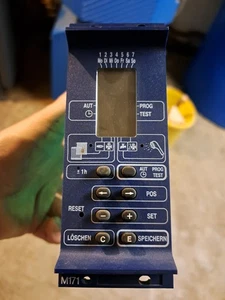 1 2 3 4 5 6 7
Mo Di Mi Do Fr Sa So
AUT
PROG
TEST
± 1h
AUT
PROG
TEST
POS
RESET
− + SET
LÖSCHEN C E SPEICHERN
M171